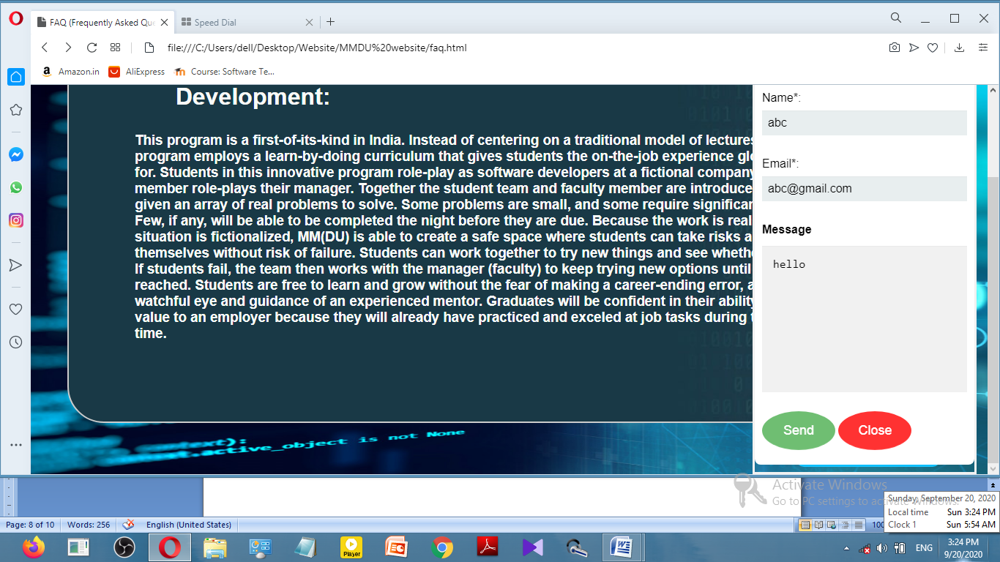 FAQ (Frequently Asked Que
Speed Dial
file:///C:/Users/dell/Desktop/Website/MMDU%20website/faq.html
Amazon.in
AliExpress
Course: Software Te...
Development:
This program is a first-of-its-kind in India. Instead of centering on a traditional model of lectures
program employs a learn-by-doing curriculum that gives students the on-the-job experience glo
for. Students in this innovative program role-play as software developers at a fictional company
member role-plays their manager. Together the student team and faculty member are introduce
given an array of real problems to solve. Some problems are small, and some require significan
Few, if any, will be able to be completed the night before they are due. Because the work is real
situation is fictionalized, MM(DU) is able to create a safe space where students can take risks a
themselves without risk of failure. Students can work together to try new things and see whethe
If students fail, the team then works with the manager (faculty) to keep trying new options until
reached. Students are free to learn and grow without the fear of making a career-ending error, a
watchful eye and guidance of an experienced mentor. Graduates will be confident in their ability
value to an employer because they will already have practiced and exceled at job tasks during t
time.
context):
active_object is not None
Name*:
abc
Email*:
abc@gmail.com
Message
hello
Send
Close
Activate Windows
Go to PC settings to activate Windows.
Sunday, September 20, 2020
Local time Sun 3:24 PM
Clock 1 Sun 5:54 AM
Page: 8 of 10
Words: 256
English (United States)
100
Player
ENG
3:24 PM
9/20/2020